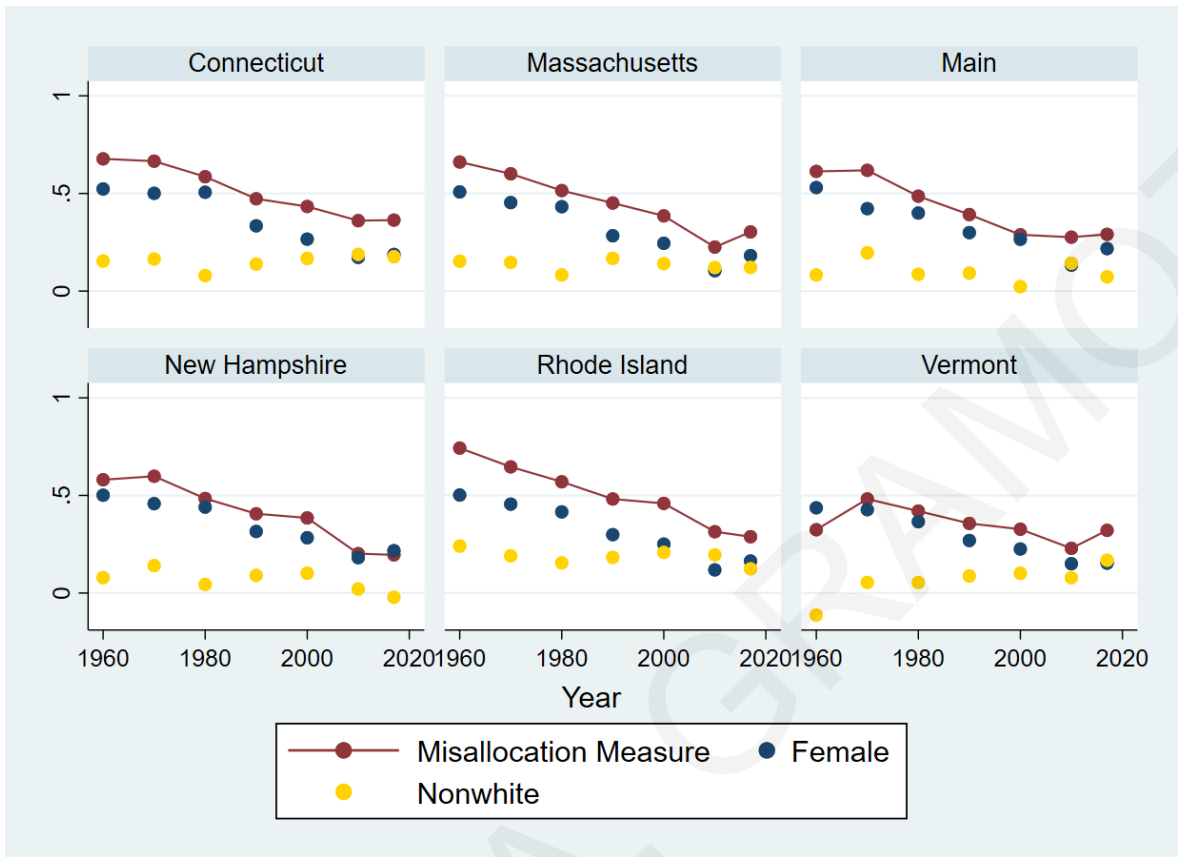 Connecticut Massachusetts Main
1
.5
0
New Hampshire Rhode Island Vermont
1
.5
0
1960 1980 2000 2020 1960 1980 2000 2020 1960 1980 2000 2020
Year
Misallocation Measure Female
Nonwhite
GRAMO